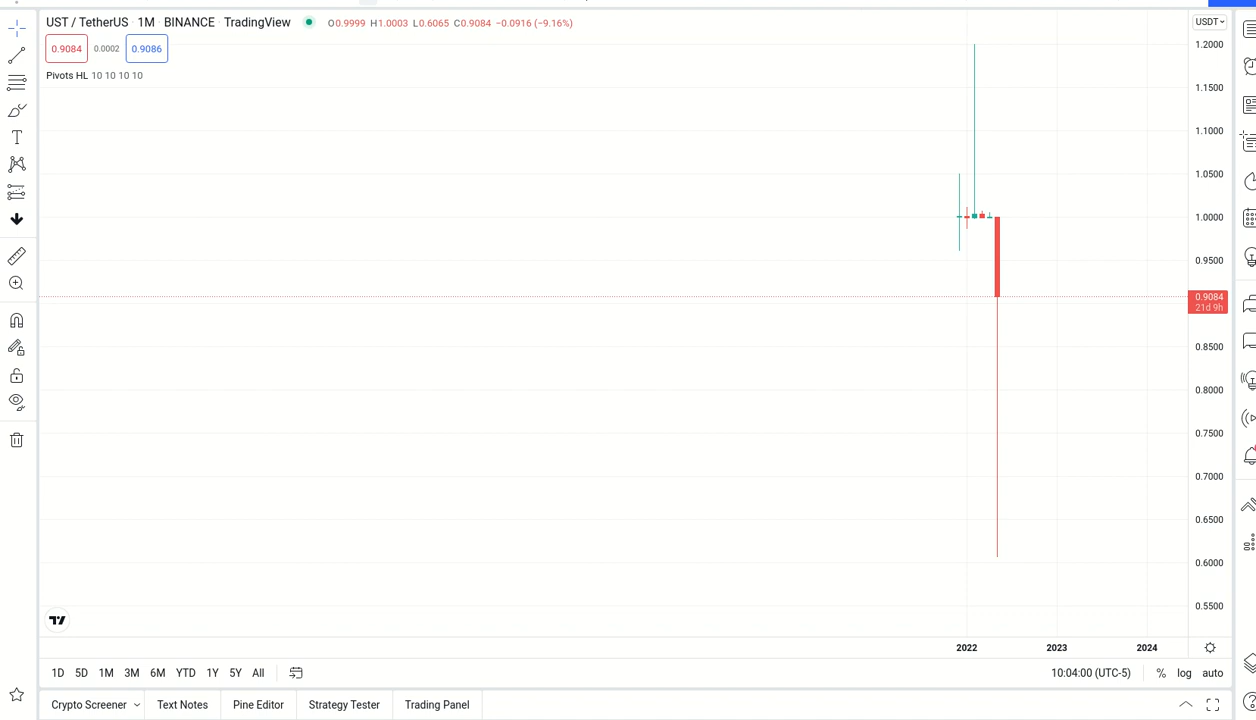 UST / TetherUS · 1M · BINANCE · TradingView O0.9999 H1.0003 L0.6065 C0.9084 −0.0916 (−9.16%)
USDT
0.9084 0.0002 0.9086
Pivots HL 10 10 10 10
1.2000
1.1500
1.1000
1.0500
1.0000
0.9500
0.9084
21d 9h
0.8500
0.8000
0.7500
0.7000
0.6500
0.6000
0.5500
2022 2023 2024
1D 5D 1M 3M 6M YTD 1Y 5Y All 10:04:00 (UTC-5) % log auto
Crypto Screener Text Notes Pine Editor Strategy Tester Trading Panel